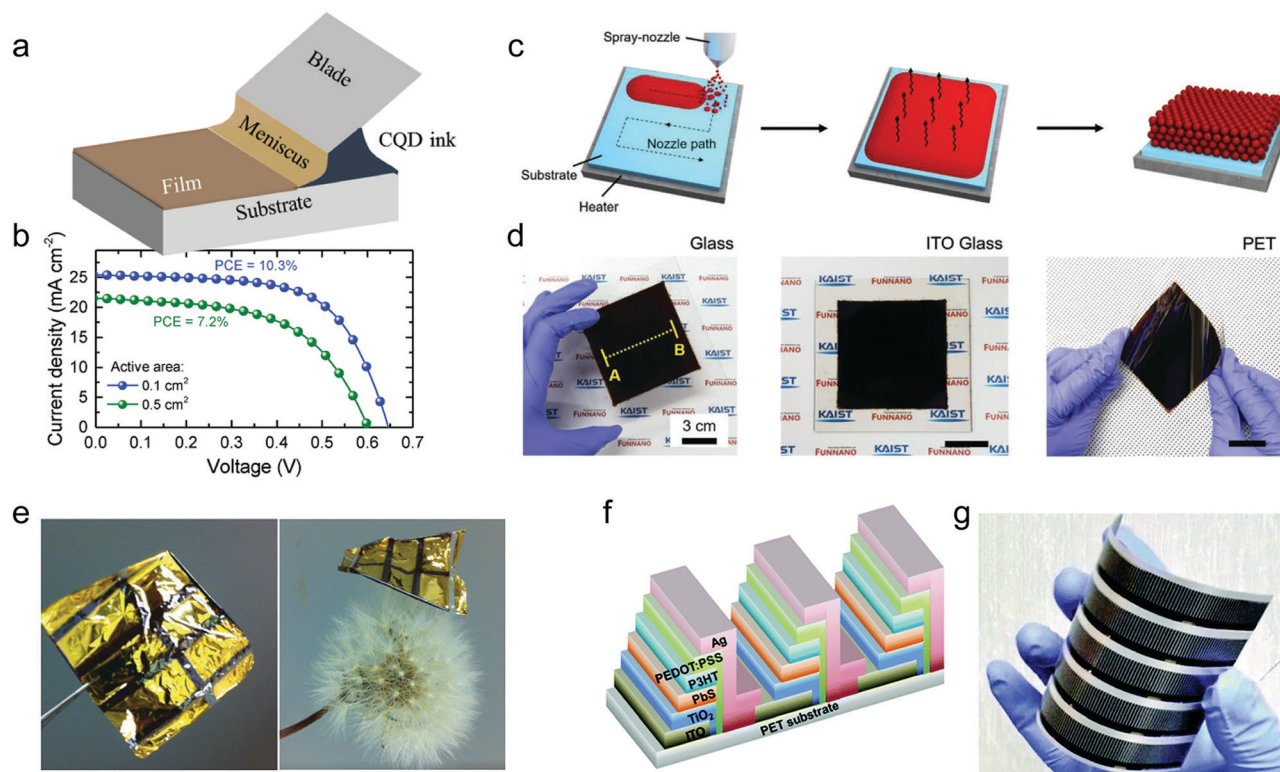 a
Blade
Meniscus
CQD ink
Film
Substrate
b
Current density (mA cm⁻²)
25
20
15
10
5
0
PCE = 10.3%
PCE = 7.2%
Active area:
0.1 cm²
0.5 cm²
0.0 0.1 0.2 0.3 0.4 0.5 0.6 0.7
Voltage (V)
c
Spray-nozzle
Nozzle path
Substrate
Heater
d
Glass
KAIST
FUNNANO
A
B
3 cm
ITO Glass
KAIST
FUNNANO
PET
e
f
Ag
PEDOT:PSS
P3HT
PbS
TiO₂
ITO
PET substrate
g